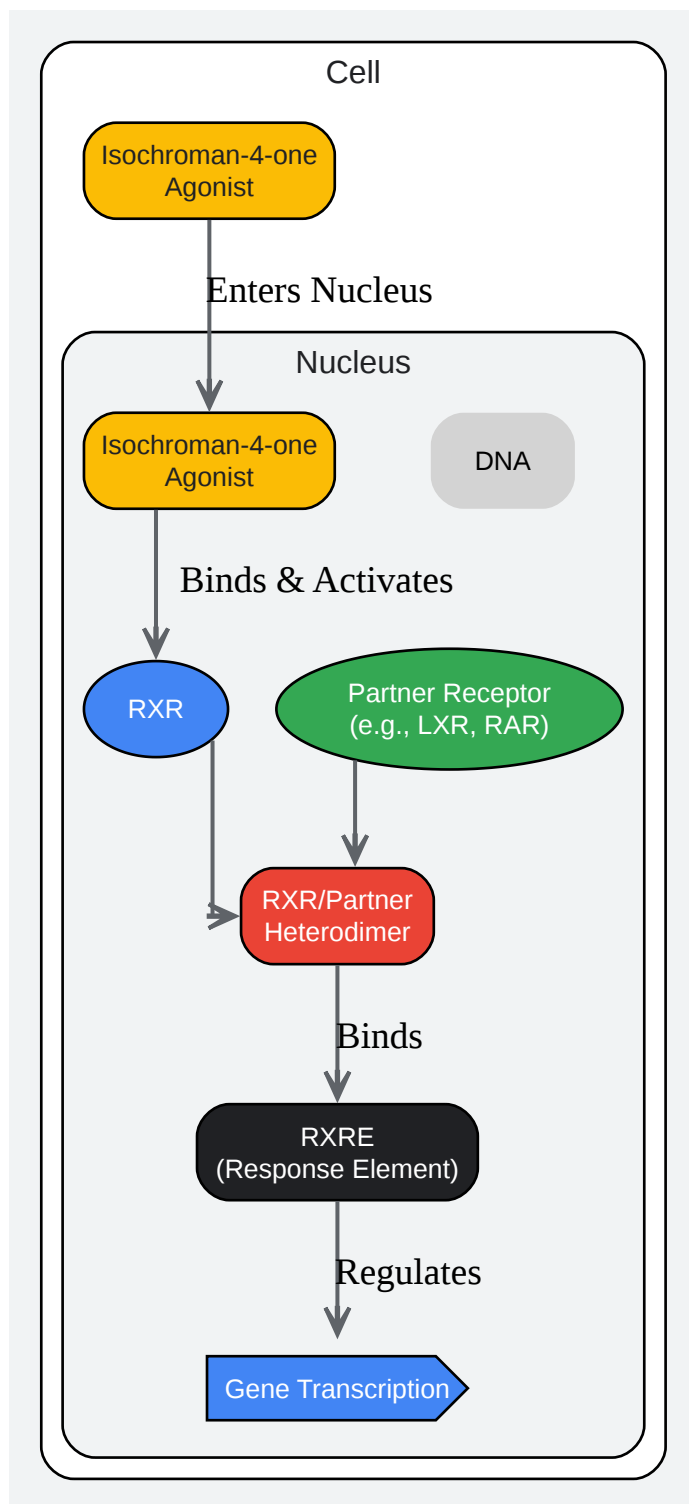 Cell
Isochroman-4-one
Agonist
Enters Nucleus
Nucleus
Isochroman-4-one
Agonist
DNA
Binds & Activates
RXR
Partner Receptor
(e.g., LXR, RAR)
RXR/Partner
Heterodimer
Binds
RXRE
(Response Element)
Regulates
Gene Transcription